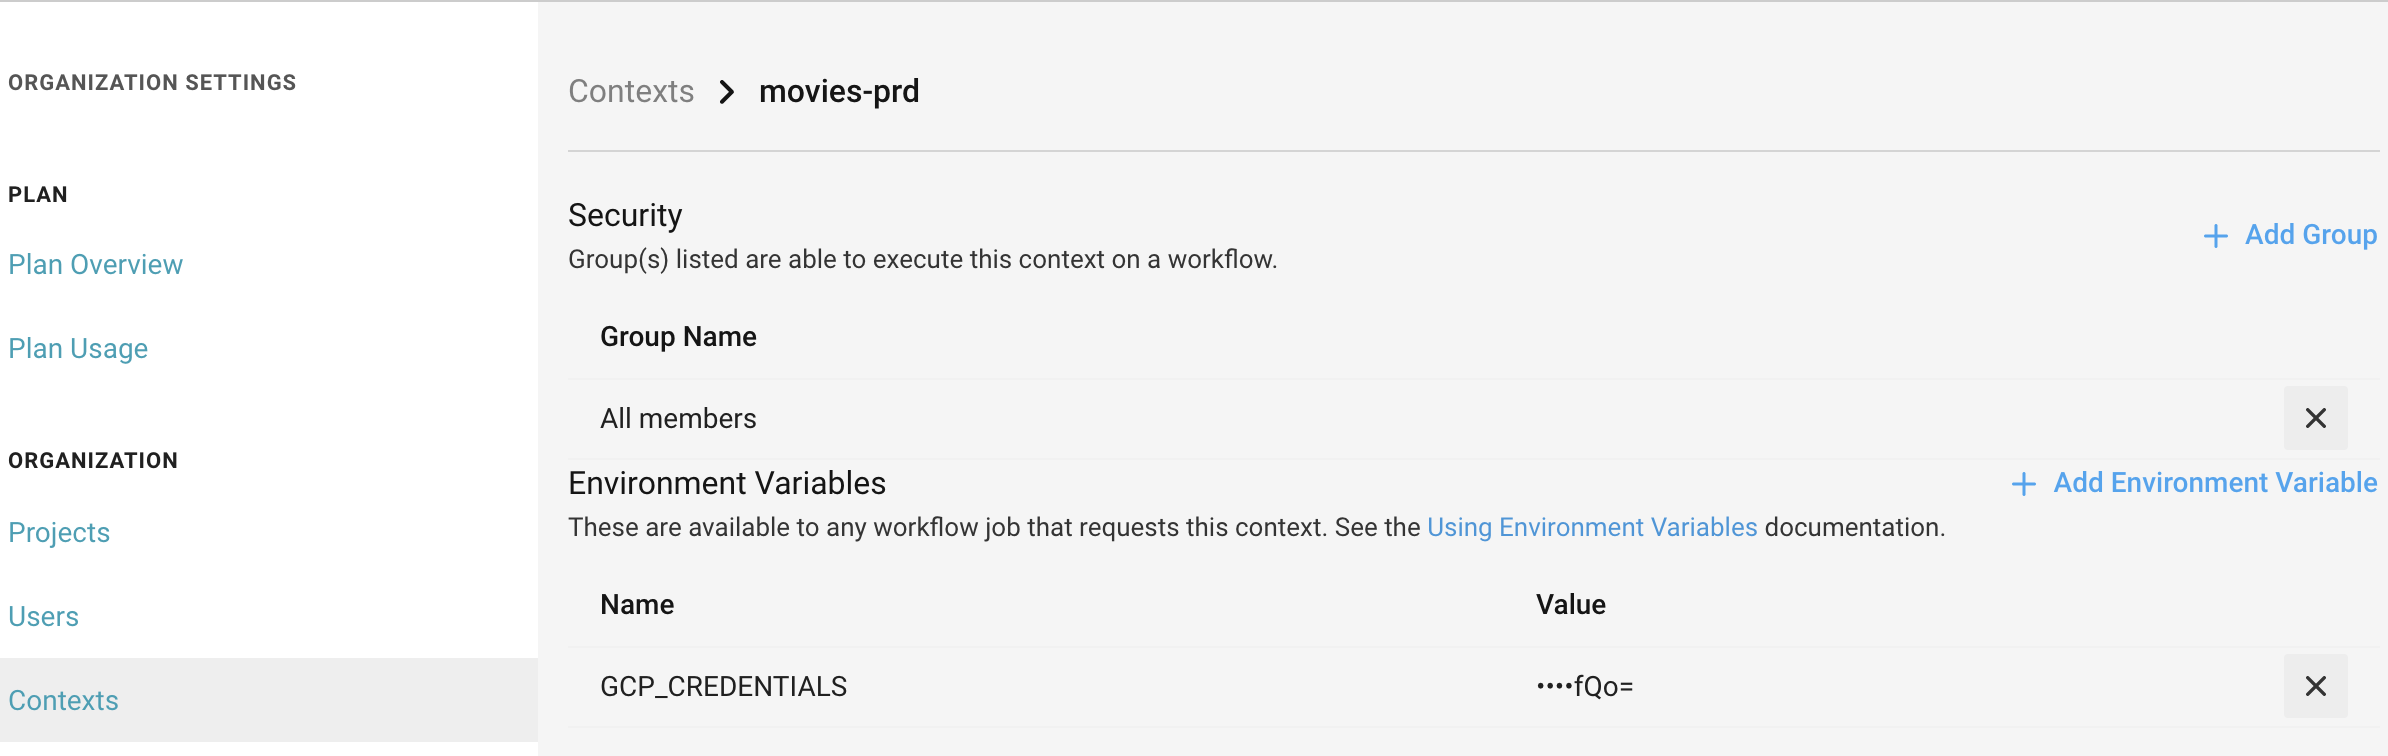 ORGANIZATION SETTINGS
PLAN
Plan Overview
Plan Usage
ORGANIZATION
Projects
Users
Contexts
Contexts > movies-prd
Security
Group(s) listed are able to execute this context on a workflow.
+ Add Group
Group Name
All members
Environment Variables
+ Add Environment Variable
These are available to any workflow job that requests this context. See the Using Environment Variables documentation.
Name Value
GCP_CREDENTIALS ••••fQo=